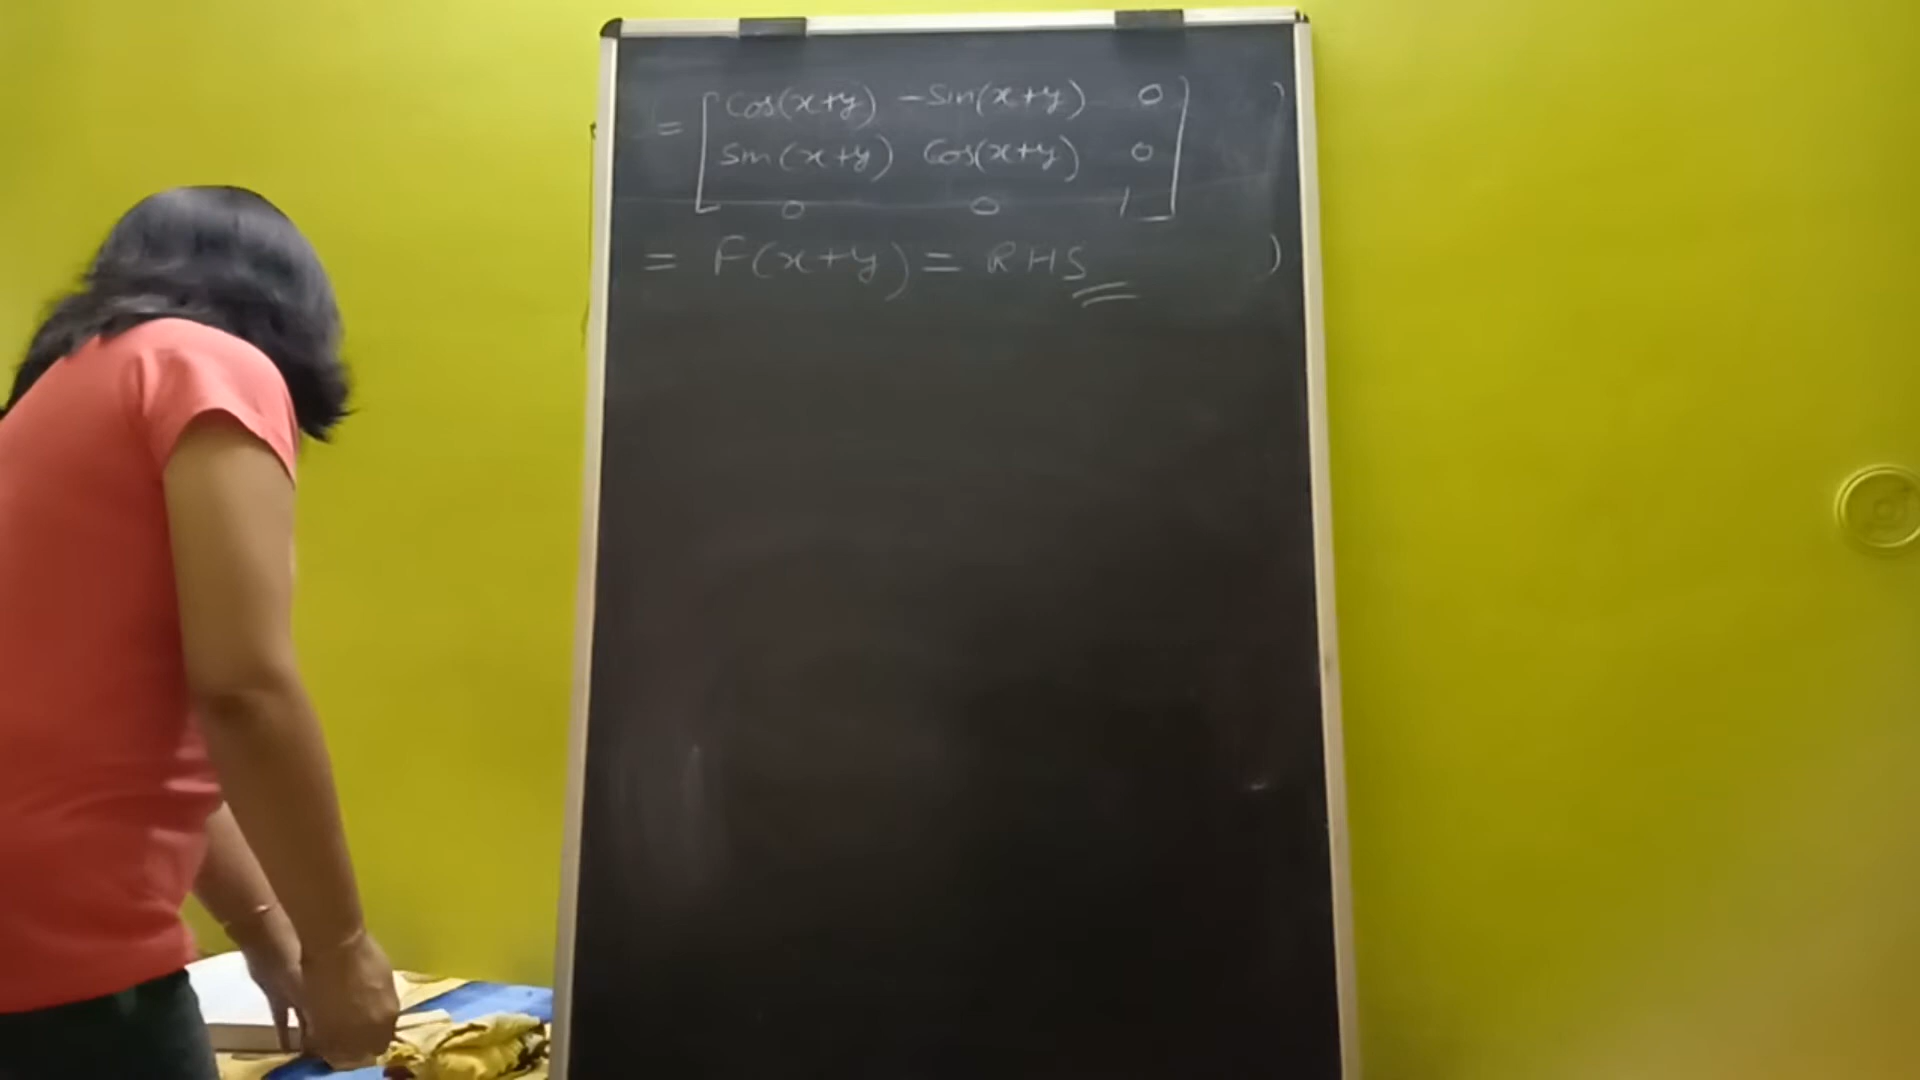 = [ Cos(x+y) -Sin(x+y) 0
Sin(x+y) Cos(x+y) 0
0 0 1 ]
= F(x+y) = RHS